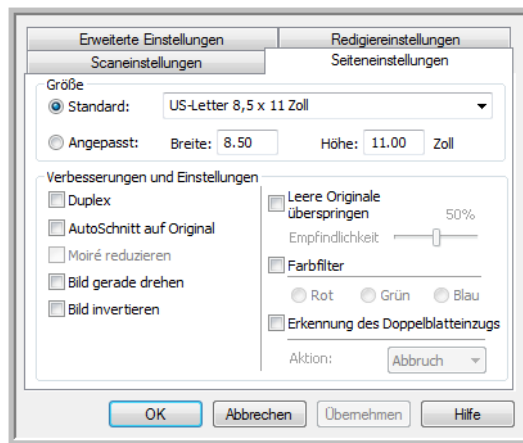 Erweiterte Einstellungen
Redigiereinstellungen
Scaneinstellungen
Seiteneinstellungen
Größe
Standard: US-Letter 8,5 x 11 Zoll
Angepasst: Breite: 8.50 Höhe: 11.00 Zoll
Verbesserungen und Einstellungen
Duplex
AutoSchnitt auf Original
Moiré reduzieren
Bild gerade drehen
Bild invertieren
Leere Originale
überspringen 50%
Empfindlichkeit
Farbfilter
Rot Grün Blau
Erkennung des Doppelblatteinzugs
Aktion: Abbruch
OK Abbrechen Übernehmen Hilfe